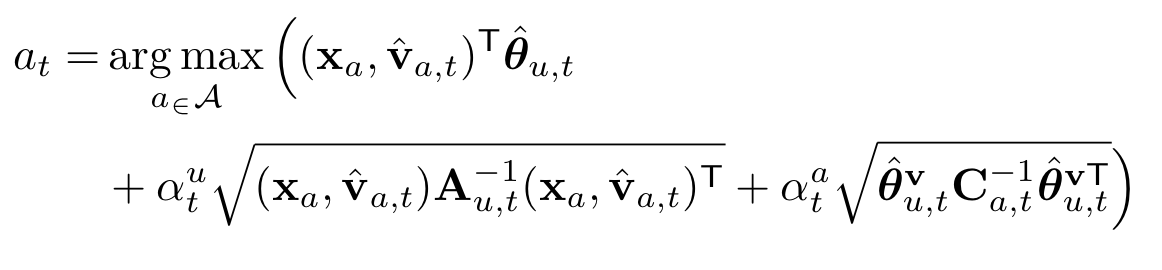 $a_t = \underset{a \in \mathcal{A}}{\arg\max} \Big( (\mathbf{x}_a, \hat{\mathbf{v}}_{a,t})^{\mathsf{T}} \hat{\boldsymbol{\theta}}_{u,t}$
$+ \alpha_t^u \sqrt{(\mathbf{x}_a, \hat{\mathbf{v}}_{a,t}) \mathbf{A}_{u,t}^{-1} (\mathbf{x}_a, \hat{\mathbf{v}}_{a,t})^{\mathsf{T}}} + \alpha_t^a \sqrt{\hat{\boldsymbol{\theta}}_{u,t}^{\mathbf{v}} \mathbf{C}_{a,t}^{-1} \hat{\boldsymbol{\theta}}_{u,t}^{\mathbf{v}\mathsf{T}}} \Big)$